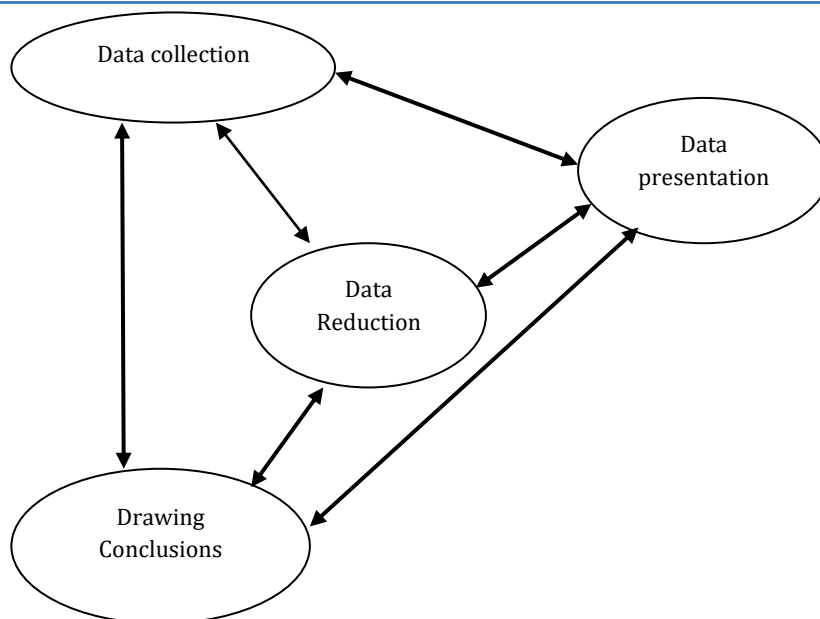 Data collection
Data
presentation
Data
Reduction
Drawing
Conclusions